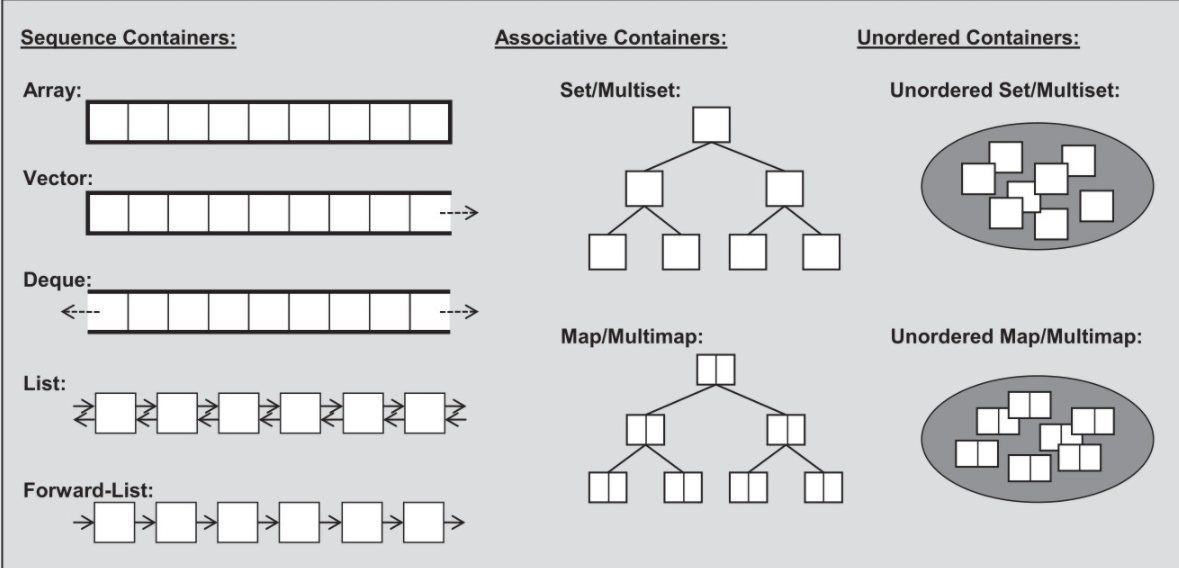 Sequence Containers:
Array:
Vector:
Deque:
List:
Forward-List:
Associative Containers:
Set/Multiset:
Map/Multimap:
Unordered Containers:
Unordered Set/Multiset:
Unordered Map/Multimap: